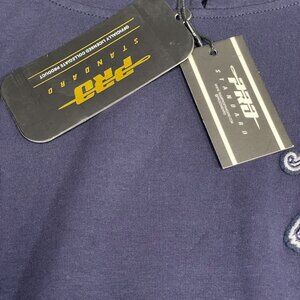 PRO
STANDARD
OFFICIALLY LICENSED COLLEGIATE PRODUCT
PRO
STANDARD